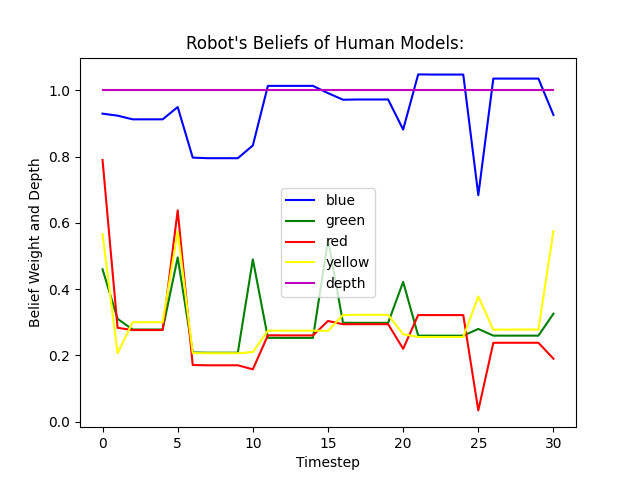 Robot's Beliefs of Human Models:
Belief Weight and Depth
1.0
0.8
0.6
0.4
0.2
0.0
blue
green
red
yellow
depth
0 5 10 15 20 25 30
Timestep